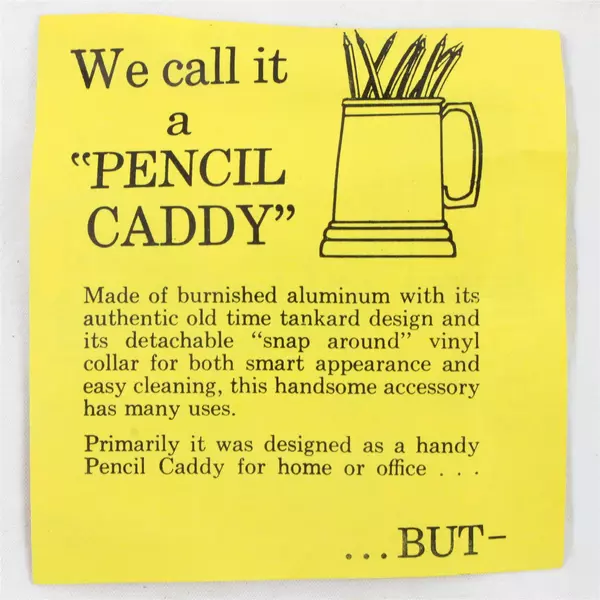 We call it
a
"PENCIL
CADDY"
Made of burnished aluminum with its
authentic old time tankard design and
its detachable "snap around" vinyl
collar for both smart appearance and
easy cleaning, this handsome accessory
has many uses.
Primarily it was designed as a handy
Pencil Caddy for home or office . . .
...BUT-